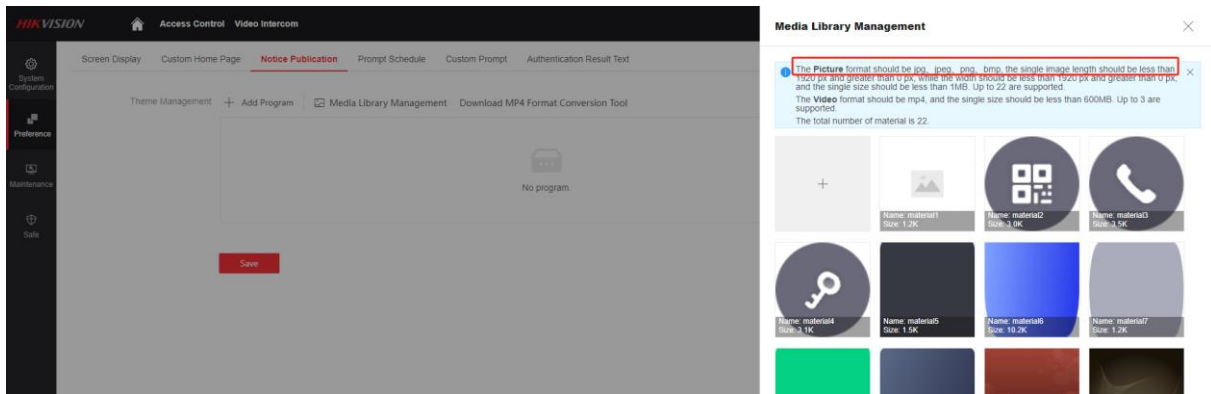 HIKVISION
Access Control Video Intercom
System Configuration
Preference
Maintenance
Safe
Screen Display Custom Home Page Notice Publication Prompt Schedule Custom Prompt Authentication Result Text
Theme Management + Add Program Media Library Management Download MP4 Format Conversion Tool
No program.
Save
Media Library Management
The Picture format should be jpg、jpeg、png、bmp, the single image length should be less than
1920 px and greater than 0 px, while the width should be less than 1920 px and greater than 0 px,
and the single size should be less than 1MB. Up to 22 are supported.
The Video format should be mp4, and the single size should be less than 600MB. Up to 3 are
supported.
The total number of material is 22.
Name: material1
Size: 1.2K
Name: material2
Size: 3.0K
Name: material3
Size: 3.5K
Name: material4
Size: 3.1K
Name: material5
Size: 1.5K
Name: material6
Size: 10.2K
Name: material7
Size: 1.2K